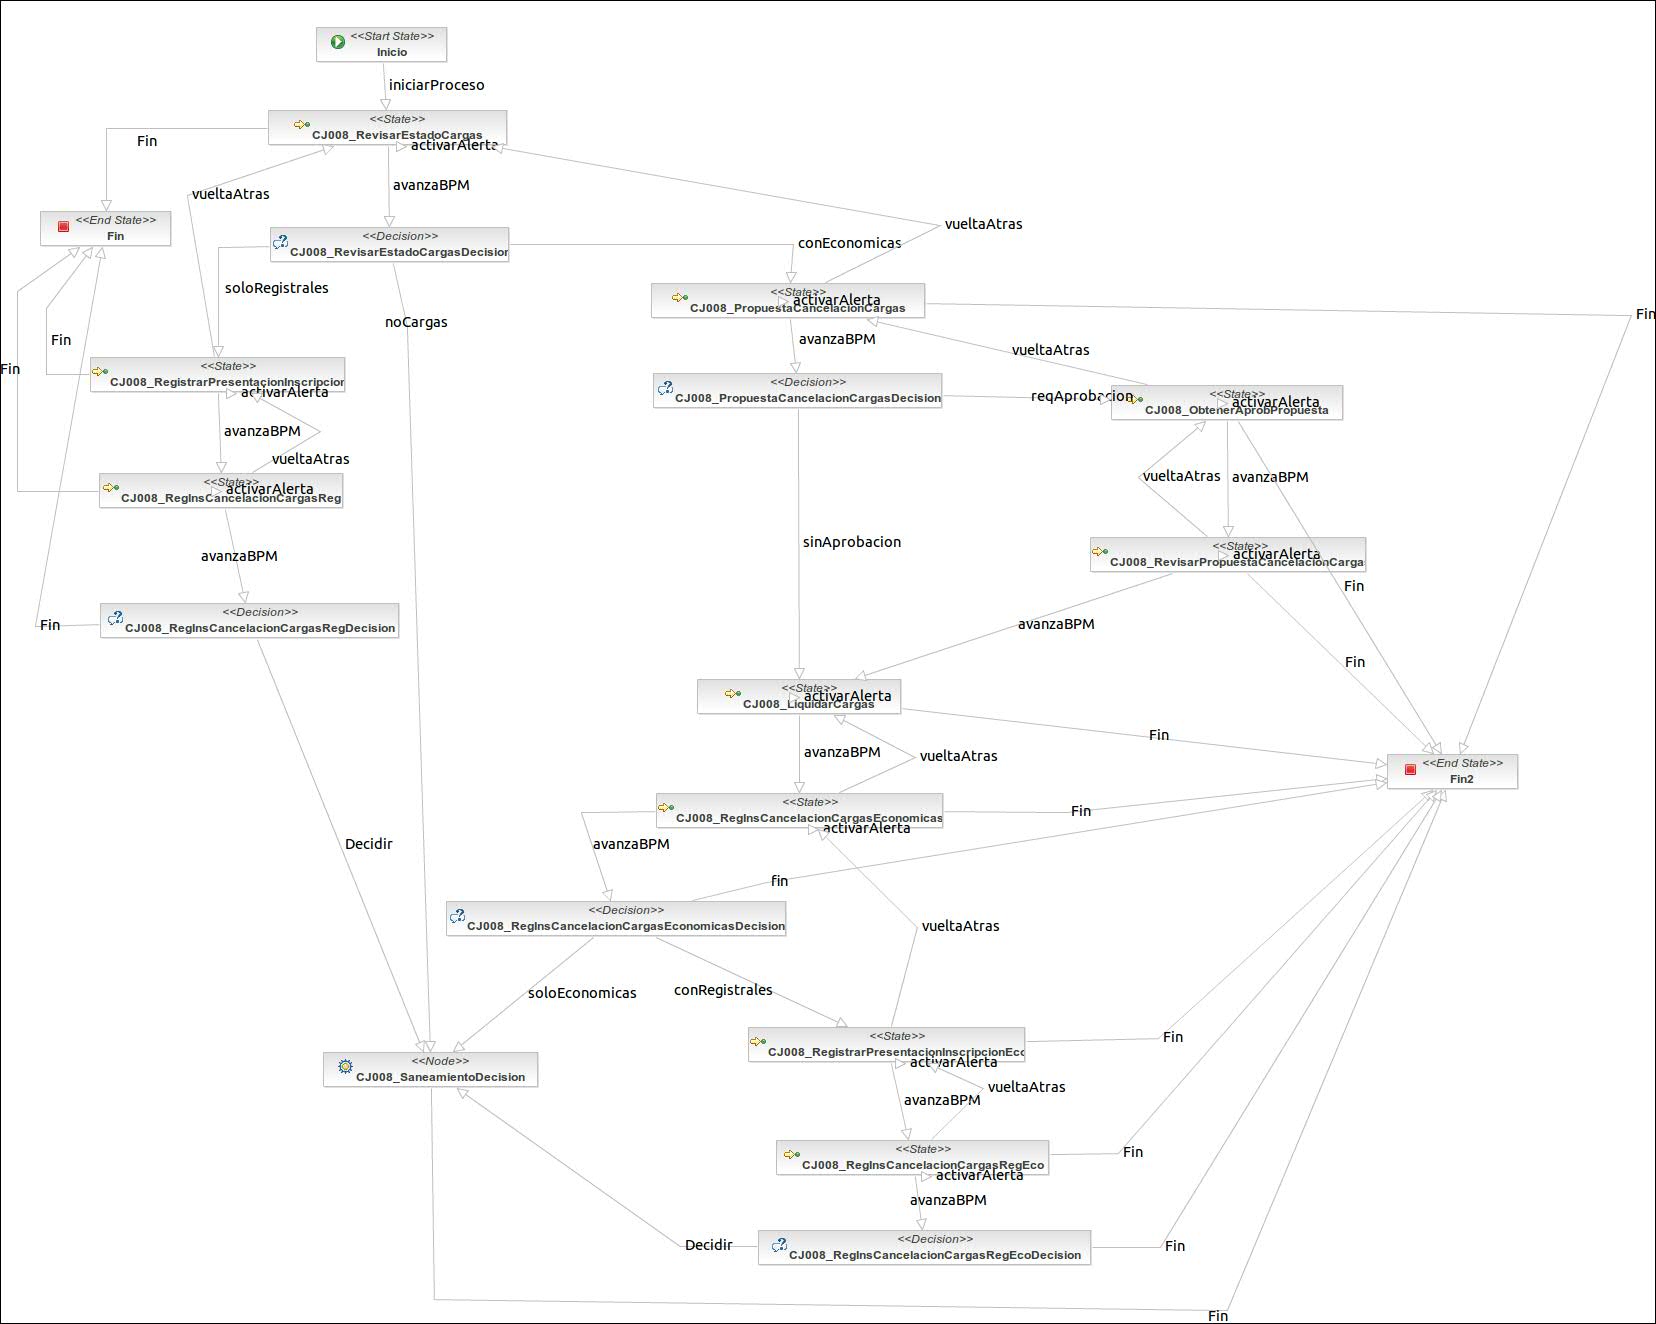 <<Start State>>
Inicio
iniciarProceso
<<State>>
CJ008_RevisarEstadoCargas
activarAlerta
Fin
avanzaBPM
vueltaAtras
<<End State>>
Fin
vueltaAtras
<<Decision>>
CJ008_RevisarEstadoCargasDecision
conEconomicas
soloRegistrales
<<State>>
activarAlerta
CJ008_PropuestaCancelacionCargas
Fin
noCargas
Fin
avanzaBPM
vueltaAtras
Fin
<<State>>
CJ008_RegistrarPresentacionInscripcion
activarAlerta
<<Decision>>
CJ008_PropuestaCancelacionCargasDecision
reqAprobacion
<<State>>
activarAlerta
CJ008_ObtenerAprobPropuesta
avanzaBPM
vueltaAtras
<<State>>
activarAlerta
CJ008_RegInsCancelacionCargasReg
vueltaAtras
avanzaBPM
sinAprobacion
avanzaBPM
<<State>>
activarAlerta
CJ008_RevisarPropuestaCancelacionCargas
Fin
<<Decision>>
CJ008_RegInsCancelacionCargasRegDecision
Fin
avanzaBPM
Fin
<<State>>
activarAlerta
CJ008_LiquidarCargas
Fin
avanzaBPM
vueltaAtras
<<End State>>
Fin2
<<State>>
CJ008_RegInsCancelacionCargasEconomicas
activarAlerta
Fin
Decidir
avanzaBPM
fin
<<Decision>>
CJ008_RegInsCancelacionCargasEconomicasDecision
vueltaAtras
soloEconomicas
conRegistrales
<<State>>
CJ008_RegistrarPresentacionInscripcionEco
activarAlerta
Fin
<<Node>>
CJ008_SaneamientoDecision
vueltaAtras
avanzaBPM
<<State>>
CJ008_RegInsCancelacionCargasRegEco
activarAlerta
Fin
avanzaBPM
<<Decision>>
CJ008_RegInsCancelacionCargasRegEcoDecision
Decidir
Fin
Fin